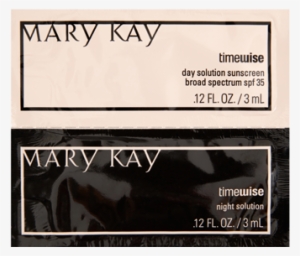 MARY KAY
timewise
day solution sunscreen
broad spectrum spf 35
.12 FL. OZ. / 3 mL
MARY KAY
timewise
night solution
.12 FL. OZ. / 3 mL